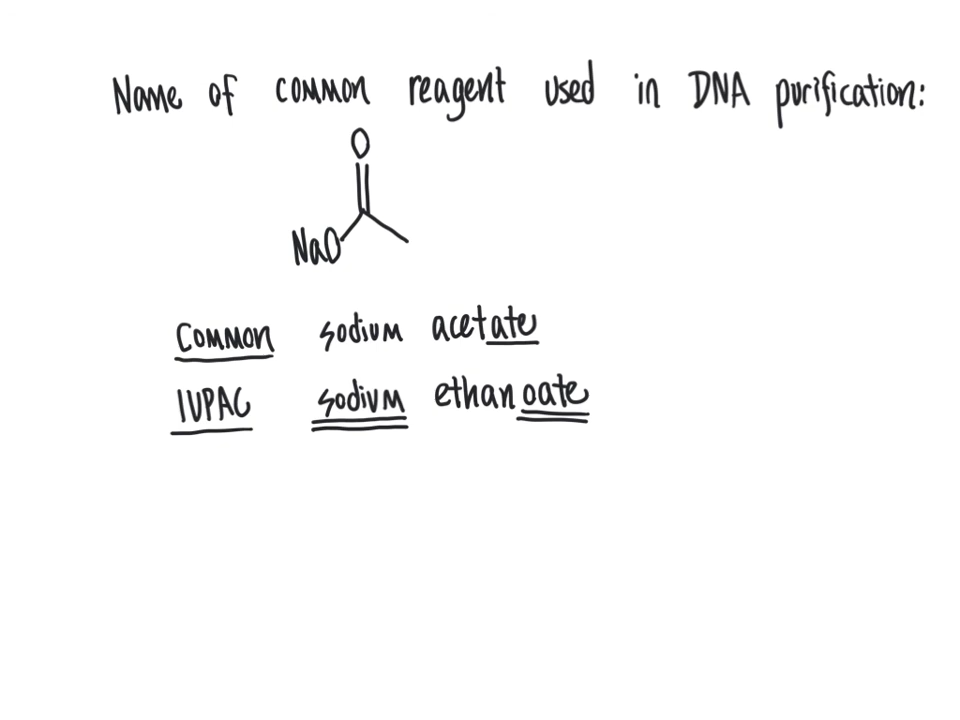 Name of common reagent used in DNA purification:
O
NaO
Common sodium acetate
IUPAC sodium ethanoate